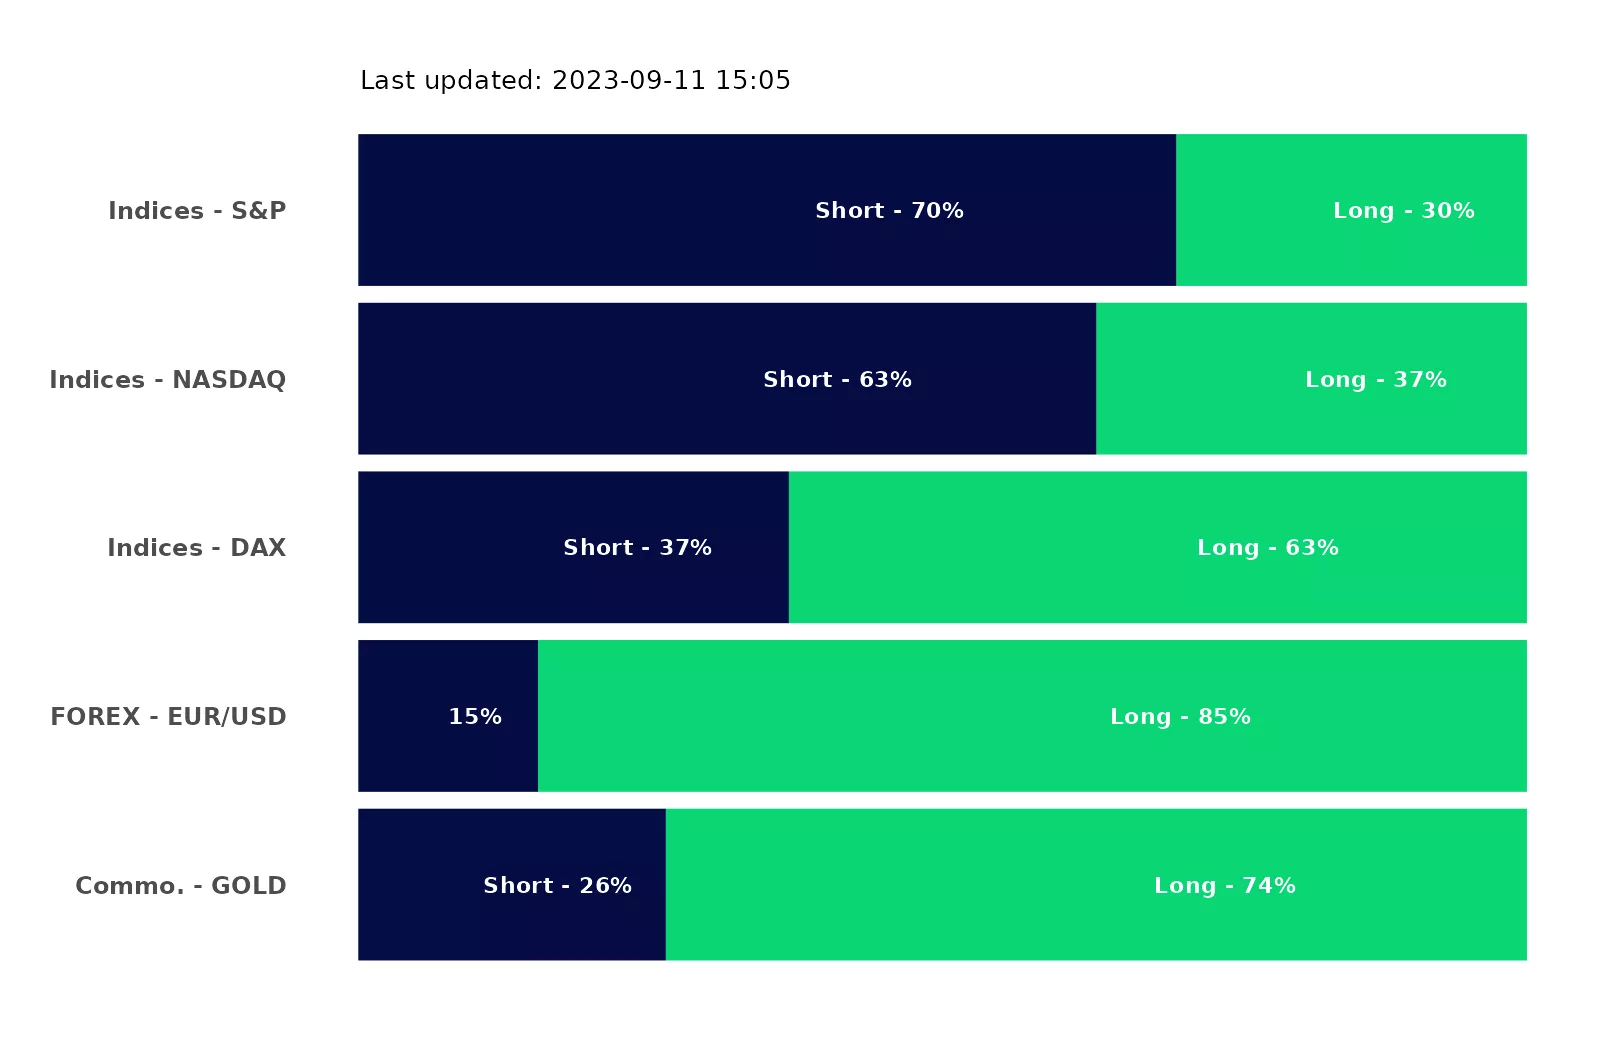 Last updated: 2023-09-11 15:05
Indices - S&P Short - 70% Long - 30%
Indices - NASDAQ Short - 63% Long - 37%
Indices - DAX Short - 37% Long - 63%
FOREX - EUR/USD 15% Long - 85%
Commo. - GOLD Short - 26% Long - 74%